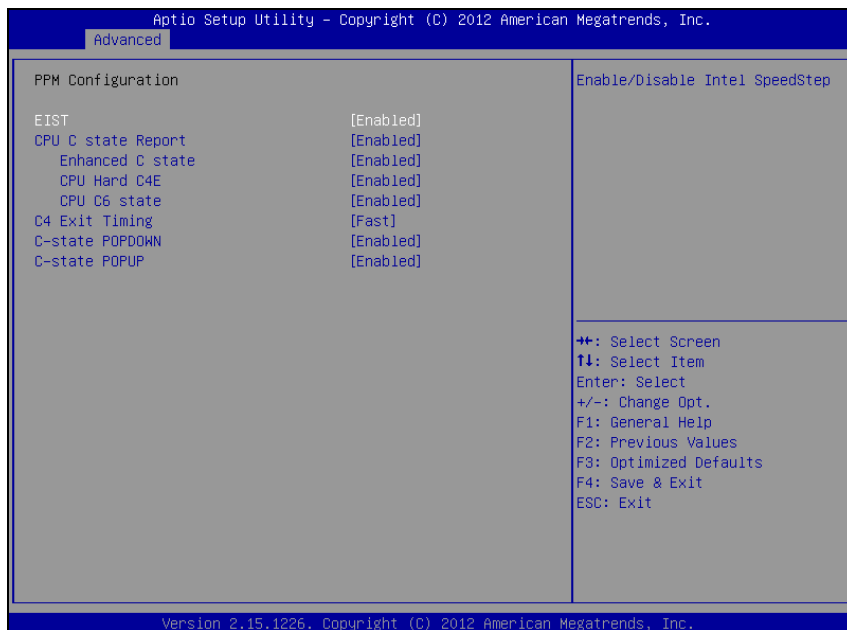 Aptio Setup Utility – Copyright (C) 2012 American Megatrends, Inc.
Advanced
PPM Configuration
EIST [Enabled]
CPU C state Report [Enabled]
Enhanced C state [Enabled]
CPU Hard C4E [Enabled]
CPU C6 state [Enabled]
C4 Exit Timing [Fast]
C-state POPDOWN [Enabled]
C-state POPUP [Enabled]
Enable/Disable Intel SpeedStep
→←: Select Screen
↑↓: Select Item
Enter: Select
+/-: Change Opt.
F1: General Help
F2: Previous Values
F3: Optimized Defaults
F4: Save & Exit
ESC: Exit
Version 2.15.1226. Copyright (C) 2012 American Megatrends, Inc.